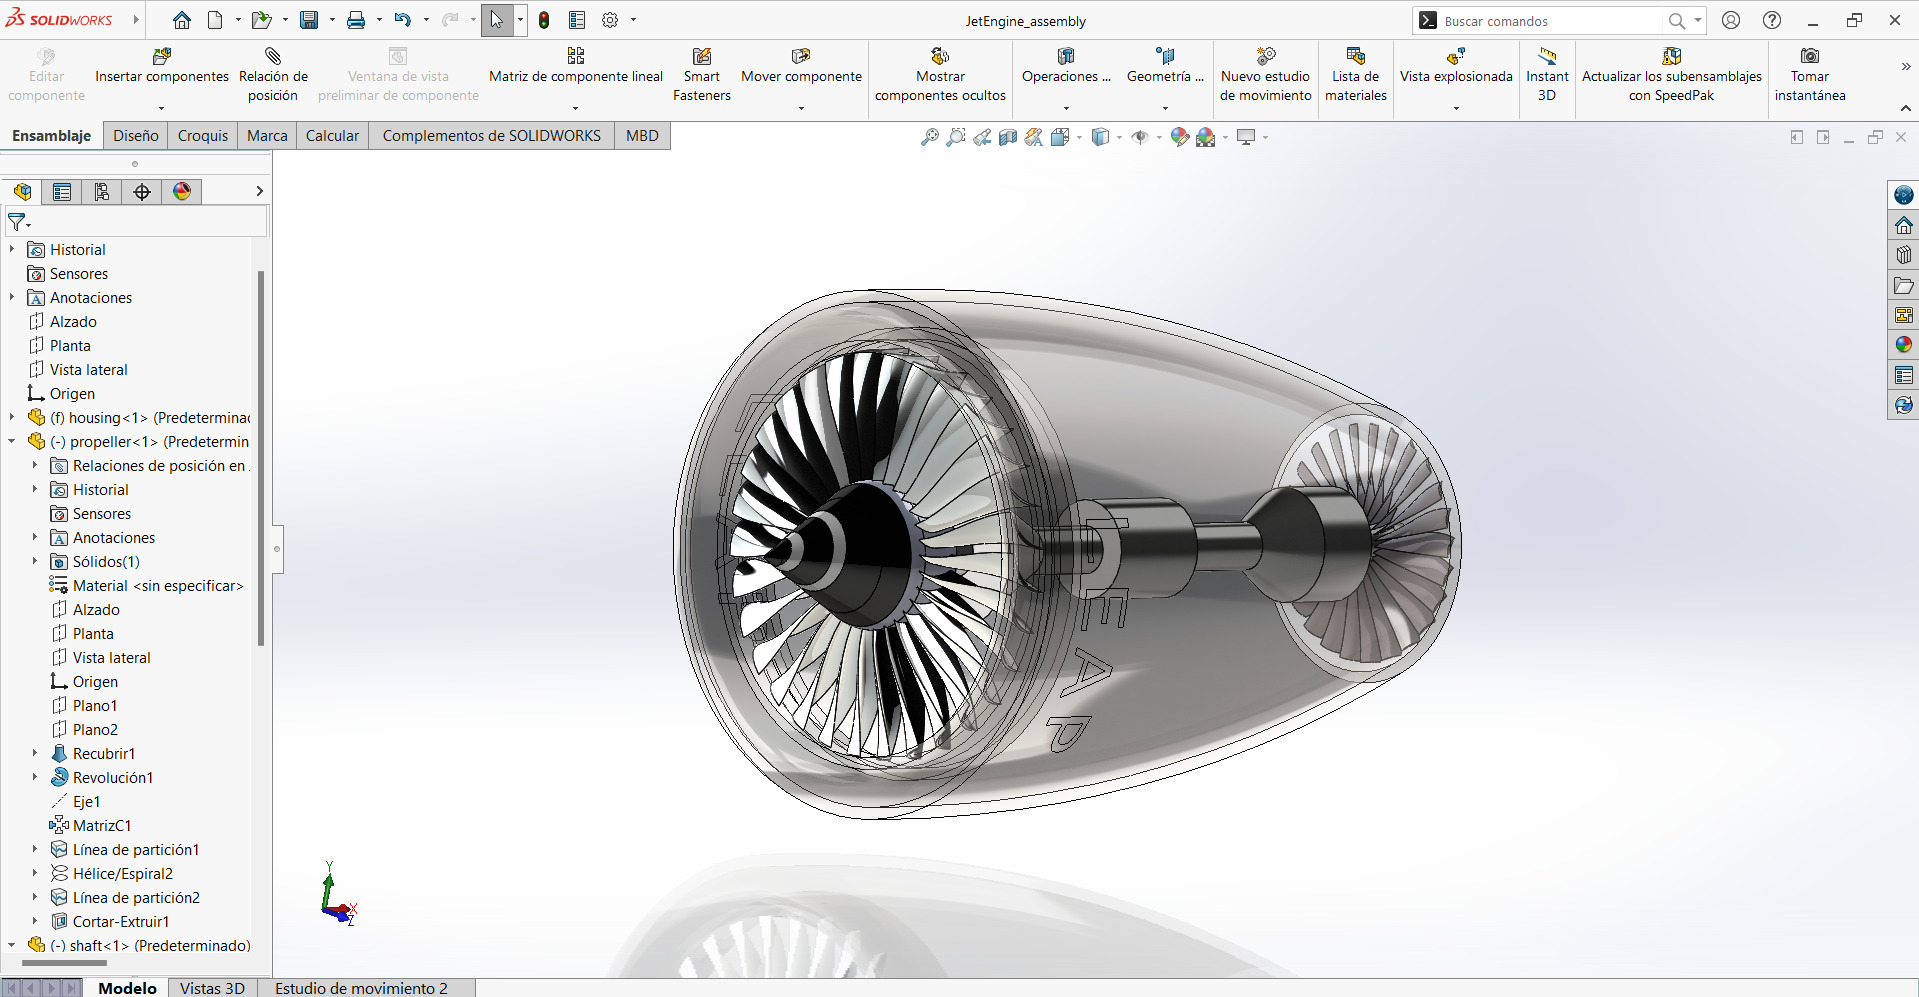 SOLIDWORKS
JetEngine_assembly
Buscar comandos
Editar componente
Insertar componentes
Relación de posición
Ventana de vista preliminar de componente
Matriz de componente lineal
Smart Fasteners
Mover componente
Mostrar componentes ocultos
Operaciones ...
Geometría ...
Nuevo estudio de movimiento
Lista de materiales
Vista explosionada
Instant 3D
Actualizar los subensamblajes con SpeedPak
Tomar instantánea
Ensamblaje
Diseño
Croquis
Marca
Calcular
Complementos de SOLIDWORKS
MBD
Historial
Sensores
Anotaciones
Alzado
Planta
Vista lateral
Origen
(f) housing<1> (Predeterminad
(-) propeller<1> (Predetermin
Relaciones de posición en
Historial
Sensores
Anotaciones
Sólidos(1)
Material <sin especificar>
Alzado
Planta
Vista lateral
Origen
Plano1
Plano2
Recubrir1
Revolución1
Eje1
MatrizC1
Línea de partición1
Hélice/Espiral2
Línea de partición2
Cortar-Extruir1
(-) shaft<1> (Predeterminado)
LEAP
Y
X
Z
Modelo
Vistas 3D
Estudio de movimiento 2